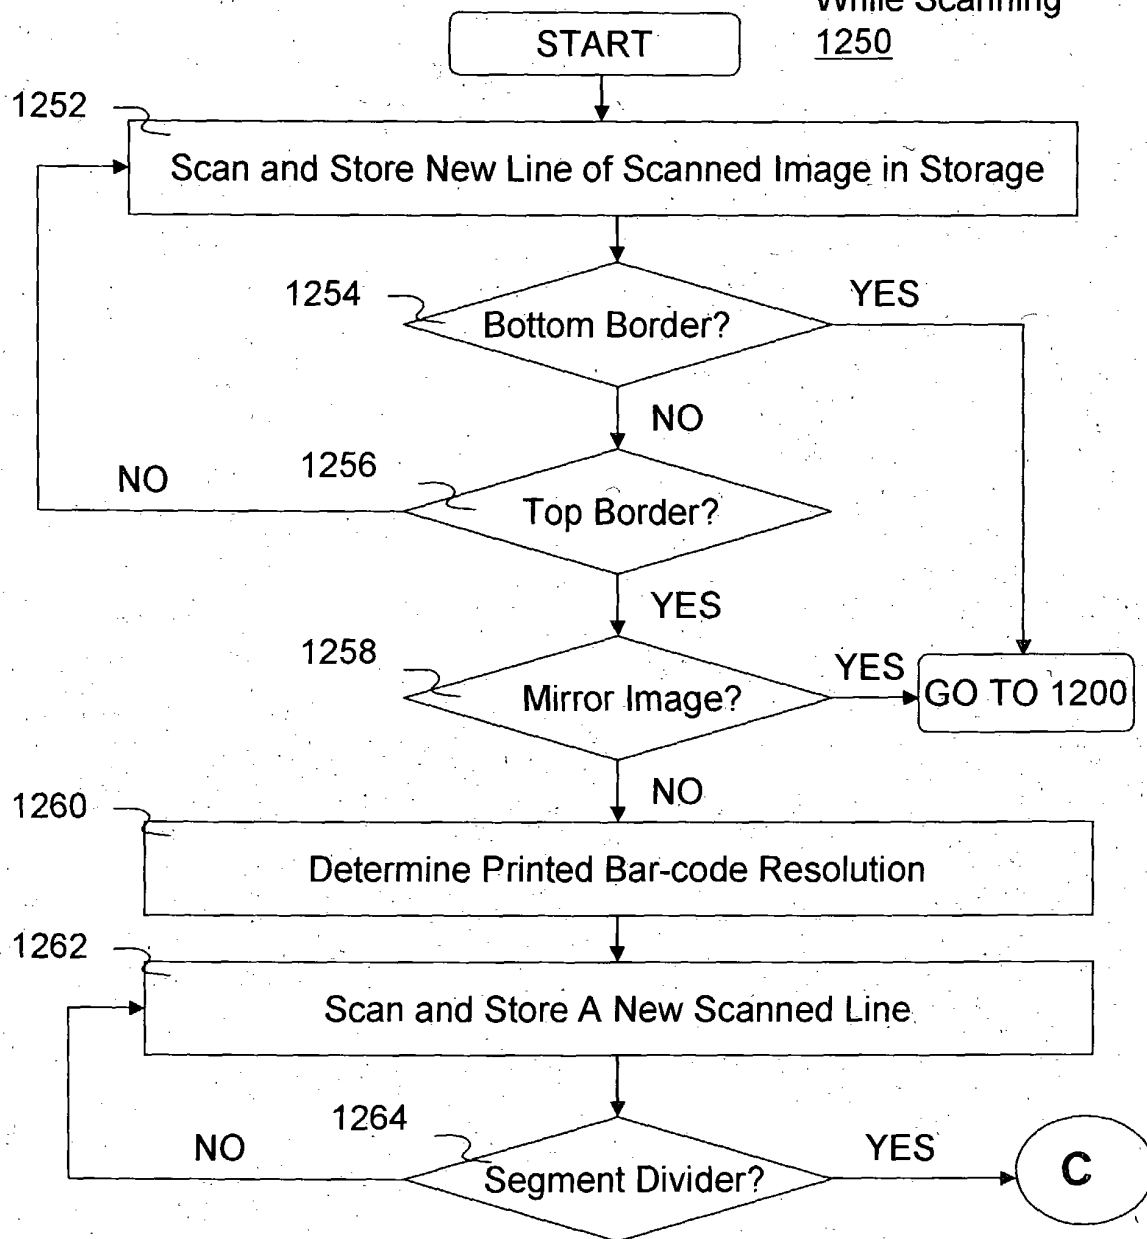 While Scanning
1250
START
1252
Scan and Store New Line of Scanned Image in Storage
1254
Bottom Border?
YES
NO
1256
Top Border?
NO
YES
1258
Mirror Image?
YES
GO TO 1200
NO
1260
Determine Printed Bar-code Resolution
1262
Scan and Store A New Scanned Line
1264
Segment Divider?
NO
YES
C